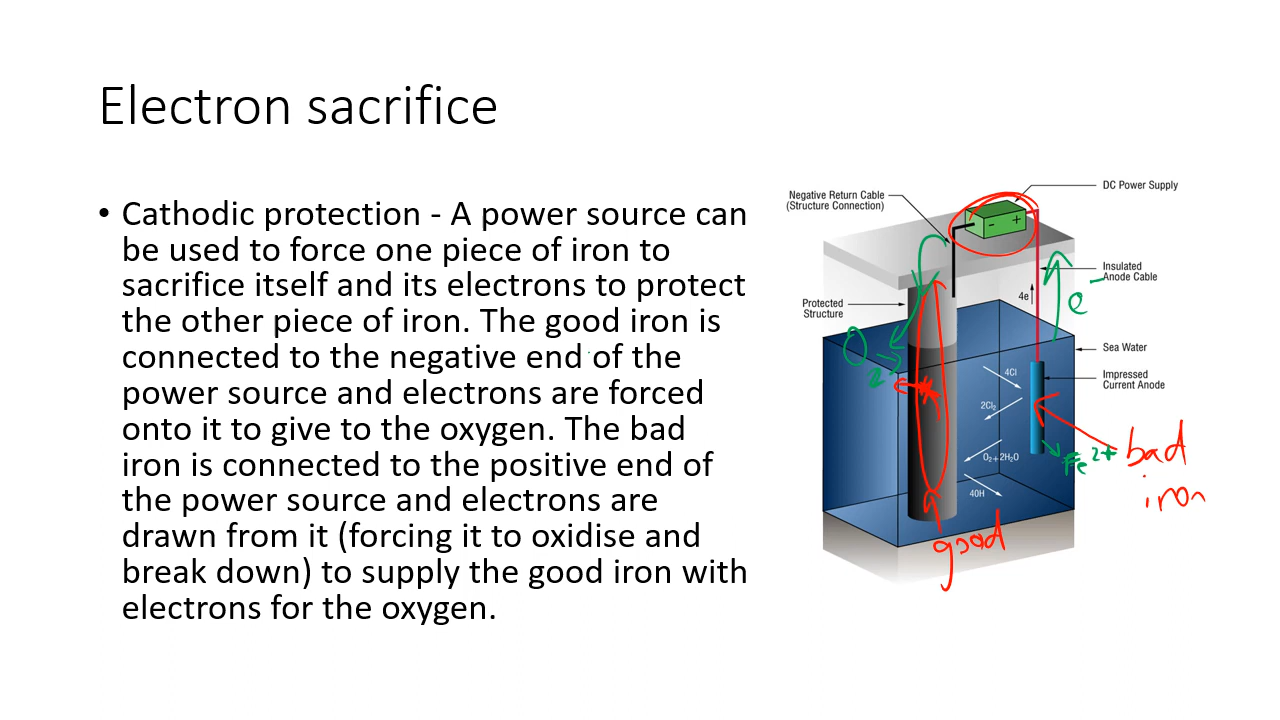 Electron sacrifice
• Cathodic protection - A power source can
be used to force one piece of iron to
sacrifice itself and its electrons to protect
the other piece of iron. The good iron is
connected to the negative end of the
power source and electrons are forced
onto it to give to the oxygen. The bad
iron is connected to the positive end of
the power source and electrons are
drawn from it (forcing it to oxidise and
break down) to supply the good iron with
electrons for the oxygen.
DC Power Supply
Negative Return Cable
(Structure Connection)
- +
Insulated
Anode Cable
4e
e-
Protected
Structure
Sea Water
O2
4Cl
Impressed
Current Anode
2Cl2
O2+2H2O
Fe2+
bad
iron
4OH
good